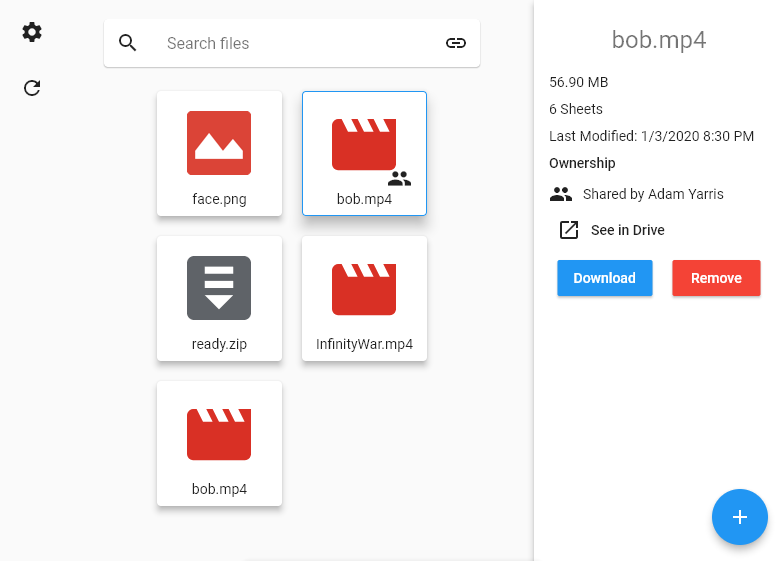 Search files
face.png
bob.mp4
ready.zip
InfinityWar.mp4
bob.mp4
bob.mp4
56.90 MB
6 Sheets
Last Modified: 1/3/2020 8:30 PM
Ownership
Shared by Adam Yarris
See in Drive
Download
Remove